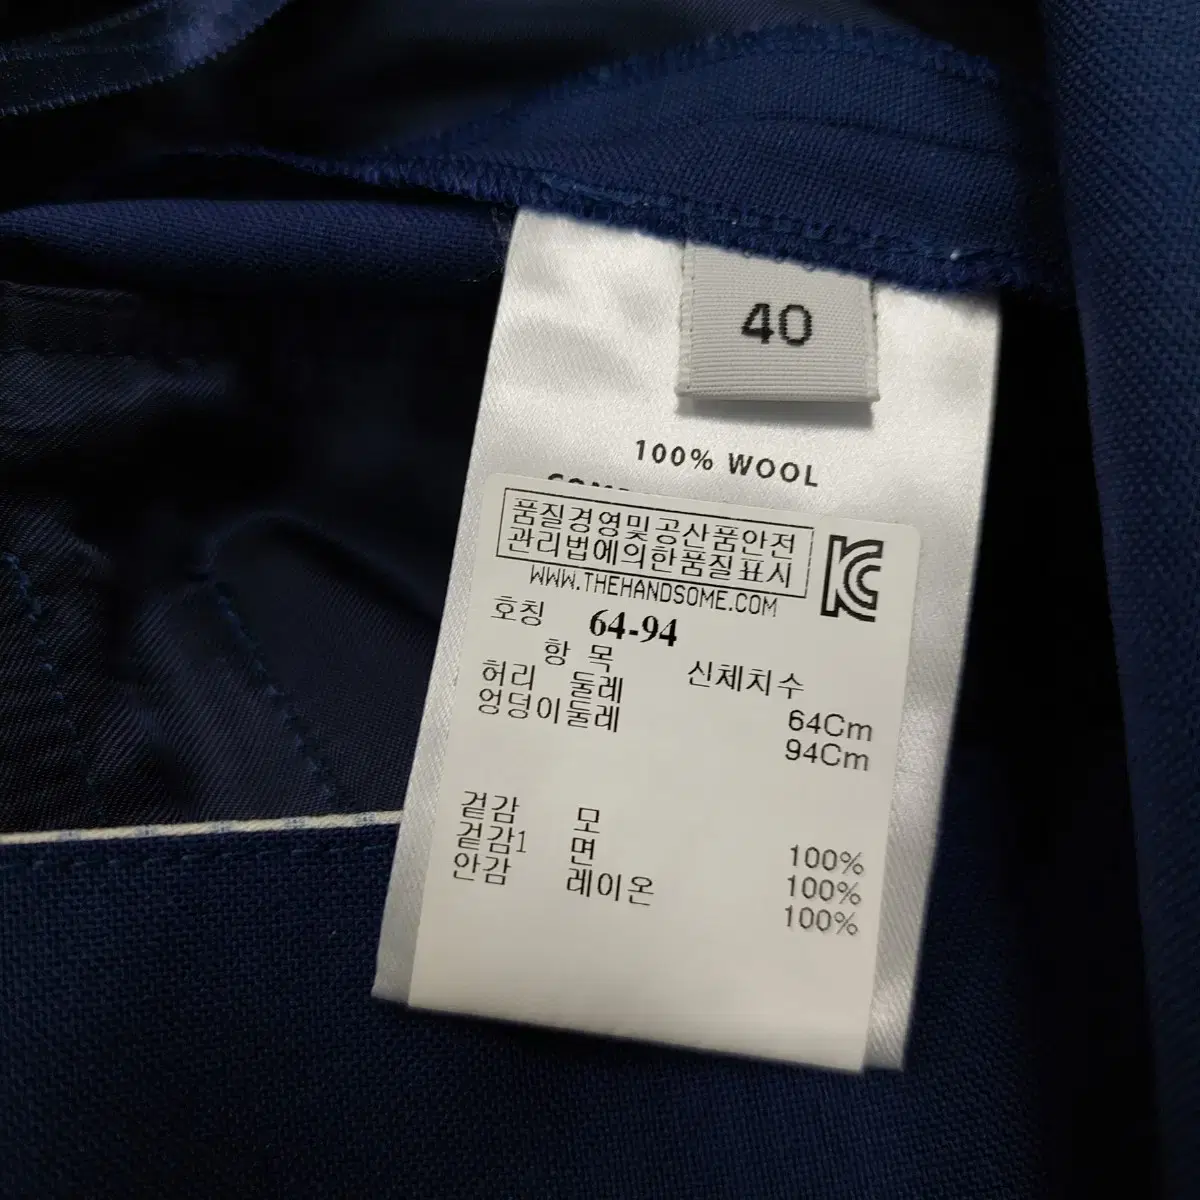 40
100% WOOL
품질경영및공산품안전
관리법에의한품질표시
WWW.THEHANDSOME.COM
호칭 64-94
항 목 신체치수
허리 둘레 64Cm
엉덩이둘레 94Cm
겉감 모 100%
겉감1 면 100%
안감 레이온 100%